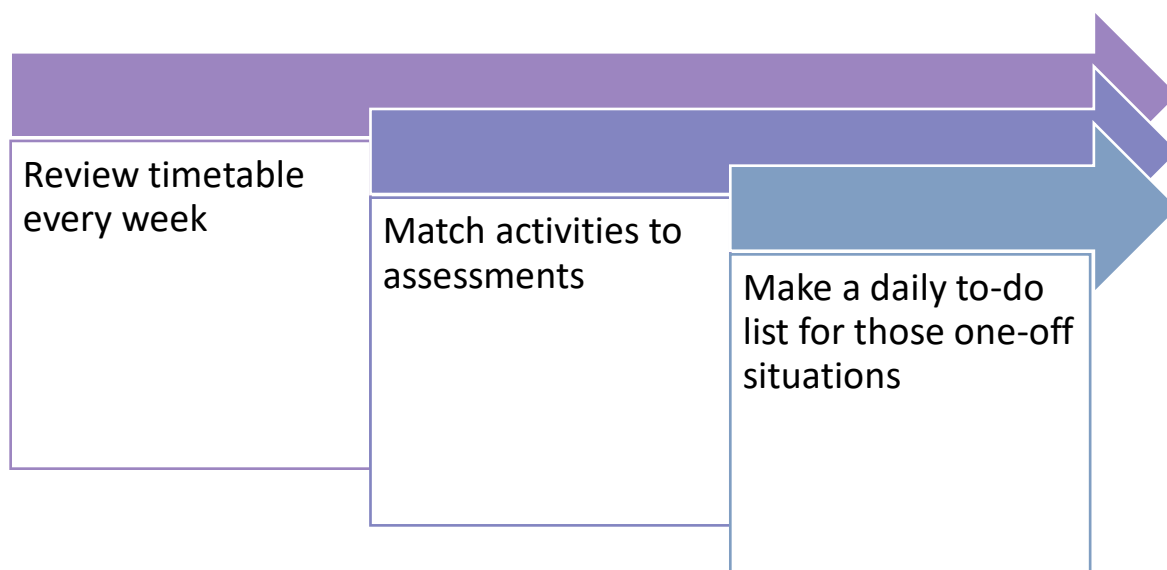 Review timetable
every week
Match activities to
assessments
Make a daily to-do
list for those one-off
situations